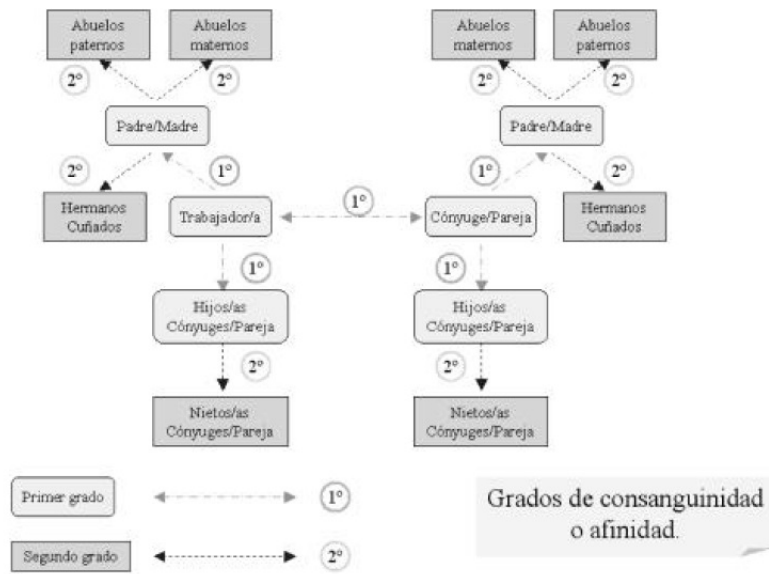 Abuelos
paternos
Abuelos
maternos
Abuelos
maternos
Abuelos
paternos
2º
2º
2º
2º
Padre/Madre
Padre/Madre
2º
1º
1º
2º
Hermanos
Cuñados
Trabajador/a
1º
Cónyuge/Pareja
Hermanos
Cuñados
1º
1º
Hijos/as
Cónyuges/Pareja
Hijos/as
Cónyuges/Pareja
2º
2º
Nietos/as
Cónyuges/Pareja
Nietos/as
Cónyuges/Pareja
Primer grado
1º
Segundo grado
2º
Grados de consanguinidad
o afinidad.